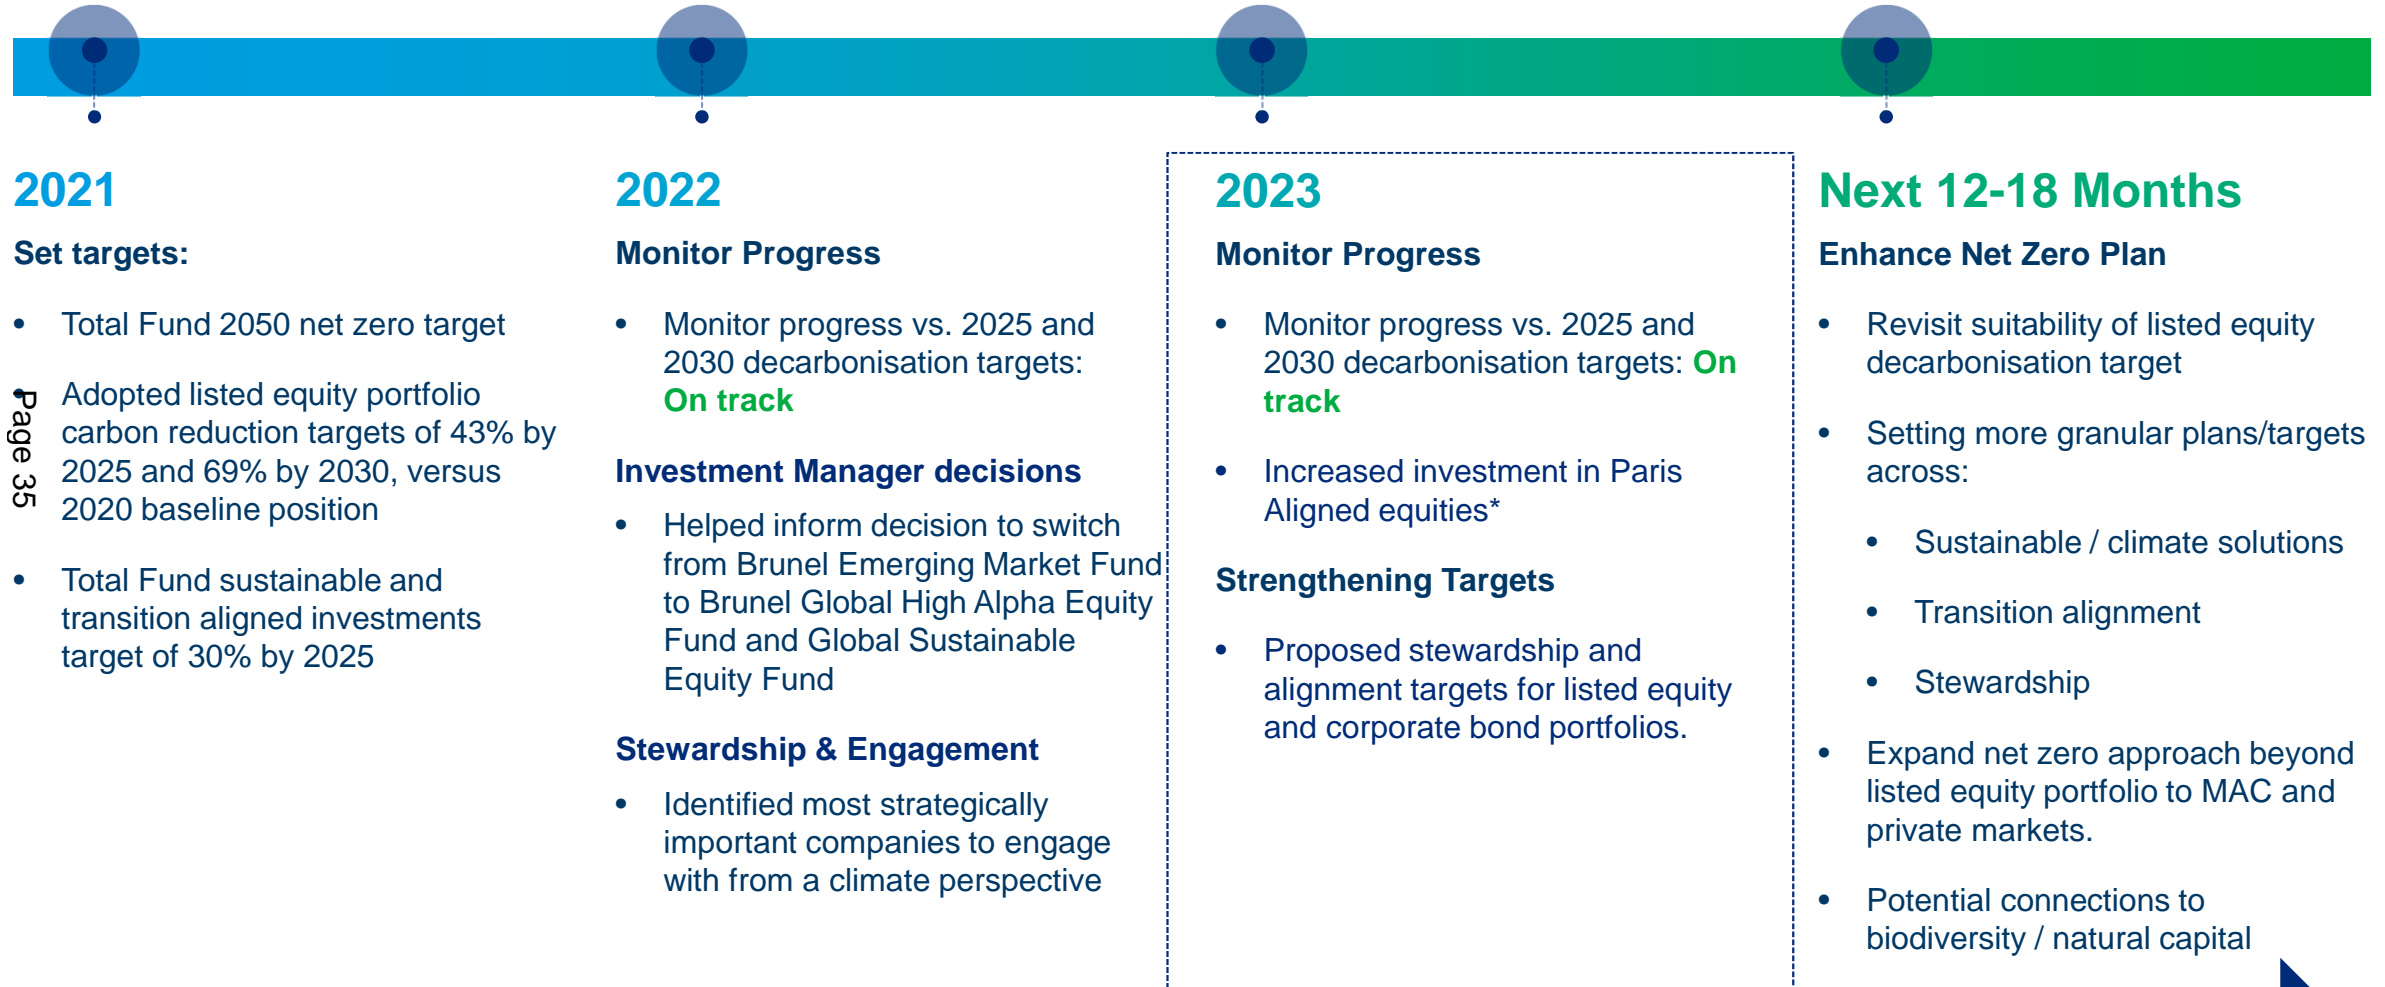 2021
Set targets:
• Total Fund 2050 net zero target
• Adopted listed equity portfolio
carbon reduction targets of 43% by
2025 and 69% by 2030, versus
2020 baseline position
• Total Fund sustainable and
transition aligned investments
target of 30% by 2025
Page 35
2022
Monitor Progress
• Monitor progress vs. 2025 and
2030 decarbonisation targets:
On track
Investment Manager decisions
• Helped inform decision to switch
from Brunel Emerging Market Fund
to Brunel Global High Alpha Equity
Fund and Global Sustainable
Equity Fund
Stewardship & Engagement
• Identified most strategically
important companies to engage
with from a climate perspective
2023
Monitor Progress
• Monitor progress vs. 2025 and
2030 decarbonisation targets: On
track
• Increased investment in Paris
Aligned equities*
Strengthening Targets
• Proposed stewardship and
alignment targets for listed equity
and corporate bond portfolios.
Next 12-18 Months
Enhance Net Zero Plan
• Revisit suitability of listed equity
decarbonisation target
• Setting more granular plans/targets
across:
• Sustainable / climate solutions
• Transition alignment
• Stewardship
• Expand net zero approach beyond
listed equity portfolio to MAC and
private markets.
• Potential connections to
biodiversity / natural capital